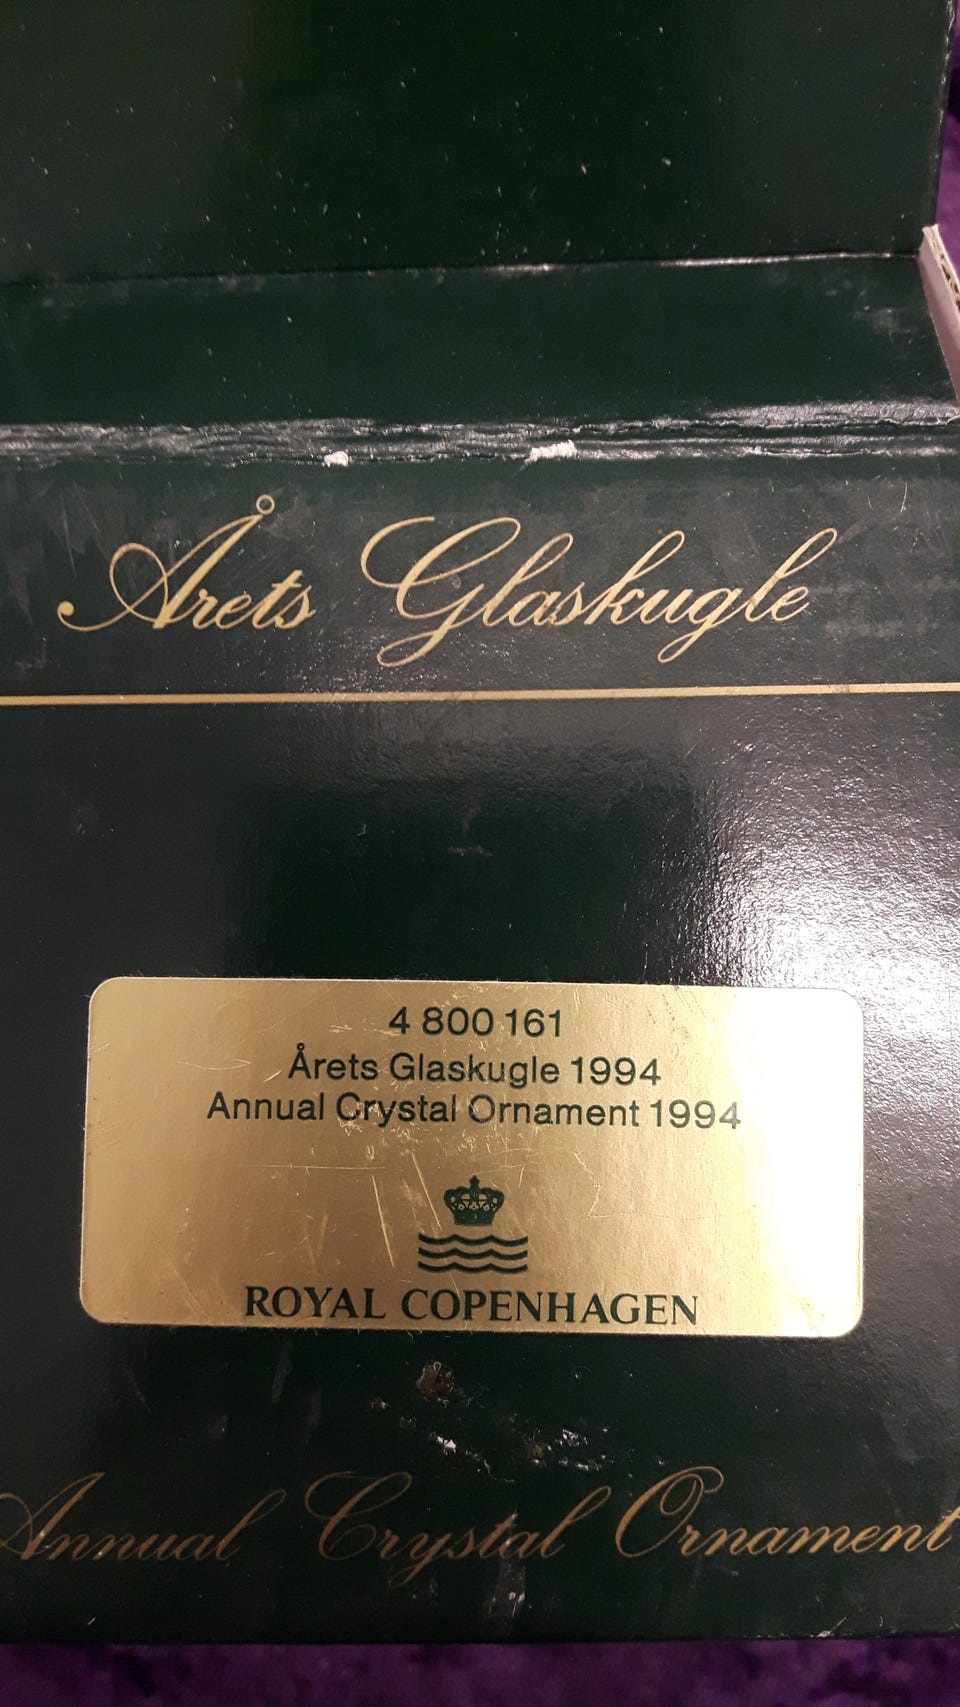 Årets Glaskugle
4 800 161
Årets Glaskugle 1994
Annual Crystal Ornament 1994
ROYAL COPENHAGEN
Annual Crystal Ornament